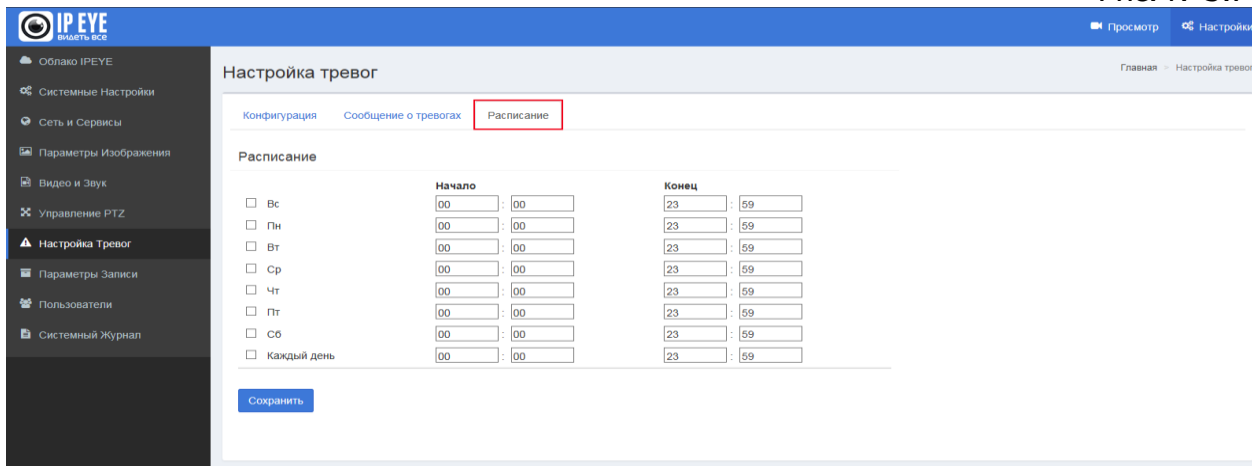 IP EYE
видеть все
Просмотр
Настройки
Облако IPEYE
Системные Настройки
Сеть и Сервисы
Параметры Изображения
Видео и Звук
Управление PTZ
Настройка Тревог
Параметры Записи
Пользователи
Системный Журнал
Настройка тревог
Главная > Настройка тревог
Конфигурация Сообщение о тревогах Расписание
Расписание
Начало Конец
Вс 00 : 00 23 : 59
Пн 00 : 00 23 : 59
Вт 00 : 00 23 : 59
Ср 00 : 00 23 : 59
Чт 00 : 00 23 : 59
Пт 00 : 00 23 : 59
Сб 00 : 00 23 : 59
Каждый день 00 : 00 23 : 59
Сохранить